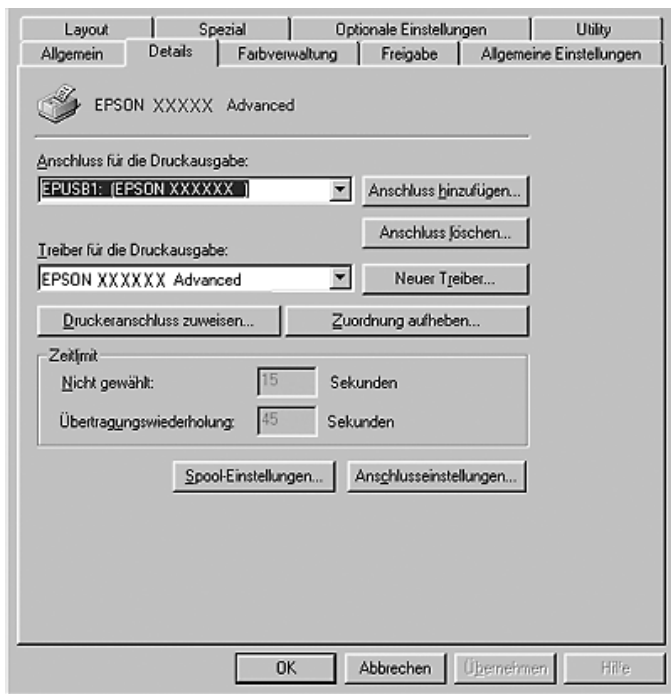 Layout Spezial Optionale Einstellungen Utility
Allgemein Details Farbverwaltung Freigabe Allgemeine Einstellungen
EPSON XXXXX Advanced
Anschluss für die Druckausgabe:
EPUSB1: (EPSON XXXXXX ) Anschluss hinzufügen...
Anschluss löschen...
Treiber für die Druckausgabe:
EPSON XXXXXX Advanced Neuer Treiber...
Druckeranschluss zuweisen... Zuordnung aufheben...
Zeitlimit
Nicht gewählt: 15 Sekunden
Übertragungswiederholung: 45 Sekunden
Spool-Einstellungen... Anschlusseinstellungen...
OK Abbrechen Übernehmen Hilfe